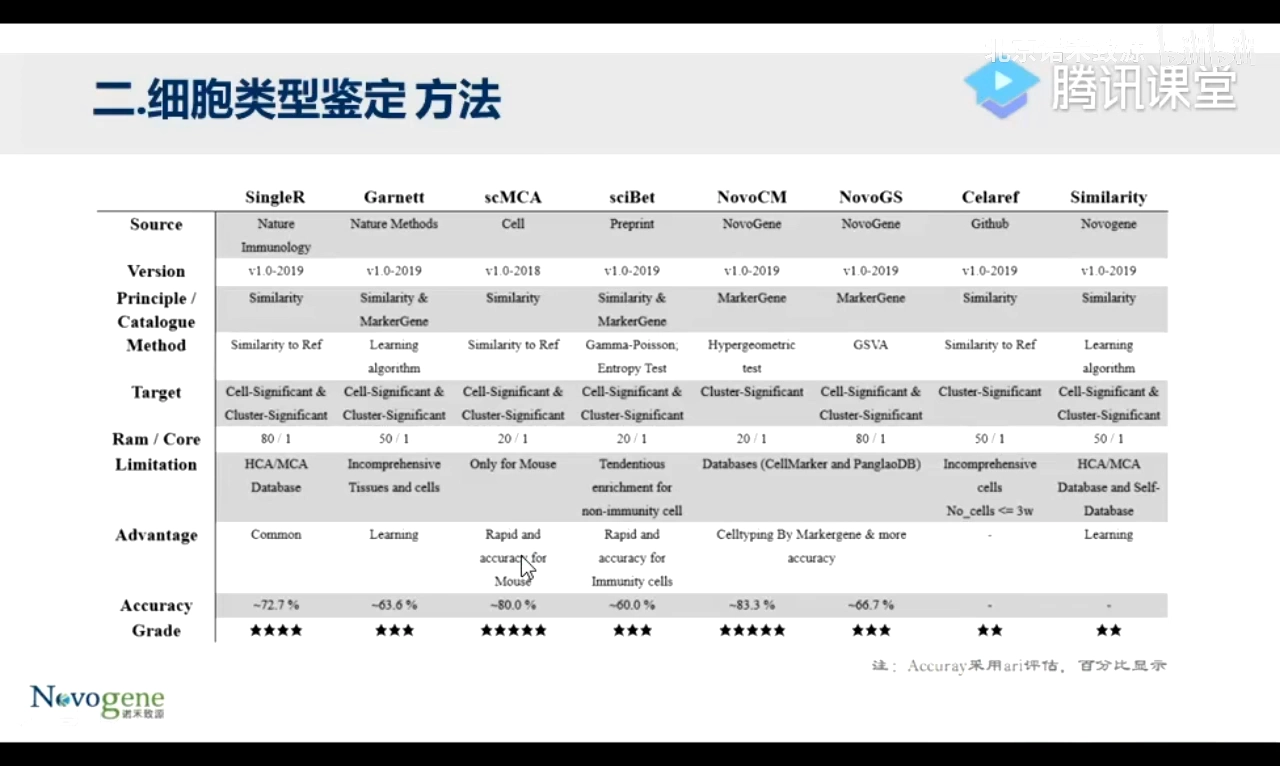 北京诺禾致源
二.细胞类型鉴定 方法
腾讯课堂
SingleR Garnett scMCA sciBet NovoCM NovoGS Celaref Similarity
Source Nature Nature Methods Cell Preprint NovoGene NovoGene Github Novogene
Immunology
Version v1.0-2019 v1.0-2019 v1.0-2018 v1.0-2019 v1.0-2019 v1.0-2019 v1.0-2019 v1.0-2019
Principle / Similarity Similarity & Similarity Similarity & MarkerGene MarkerGene Similarity Similarity
Catalogue MarkerGene MarkerGene
Method Similarity to Ref Learning Similarity to Ref Gamma-Poisson; Hypergeometric GSVA Similarity to Ref Learning
algorithm Entropy Test test algorithm
Target Cell-Significant & Cell-Significant & Cell-Significant & Cell-Significant & Cluster-Significant Cell-Significant & Cluster-Significant Cell-Significant &
Cluster-Significant Cluster-Significant Cluster-Significant Cluster-Significant Cluster-Significant Cluster-Significant
Ram / Core 80 / 1 50 / 1 20 / 1 20 / 1 20 / 1 80 / 1 50 / 1 50 / 1
Limitation HCA/MCA Incomprehensive Only for Mouse Tendentious Databases (CellMarker and PanglaoDB) Incomprehensive HCA/MCA
Database Tissues and cells enrichment for cells Database and Self-
non-immunity cell No_cells <= 3w Database
Advantage Common Learning Rapid and Rapid and Celltyping By Markergene & more - Learning
accuracy for accuracy for accuracy
Mouse Immunity cells
Accuracy ~72.7 % ~63.6 % ~80.0 % ~60.0 % ~83.3 % ~66.7 % - -
Grade ★★★★ ★★★ ★★★★★ ★★★ ★★★★★ ★★★ ★★ ★★
注：Accuray采用ari评估，百分比显示
Novogene
诺禾致源